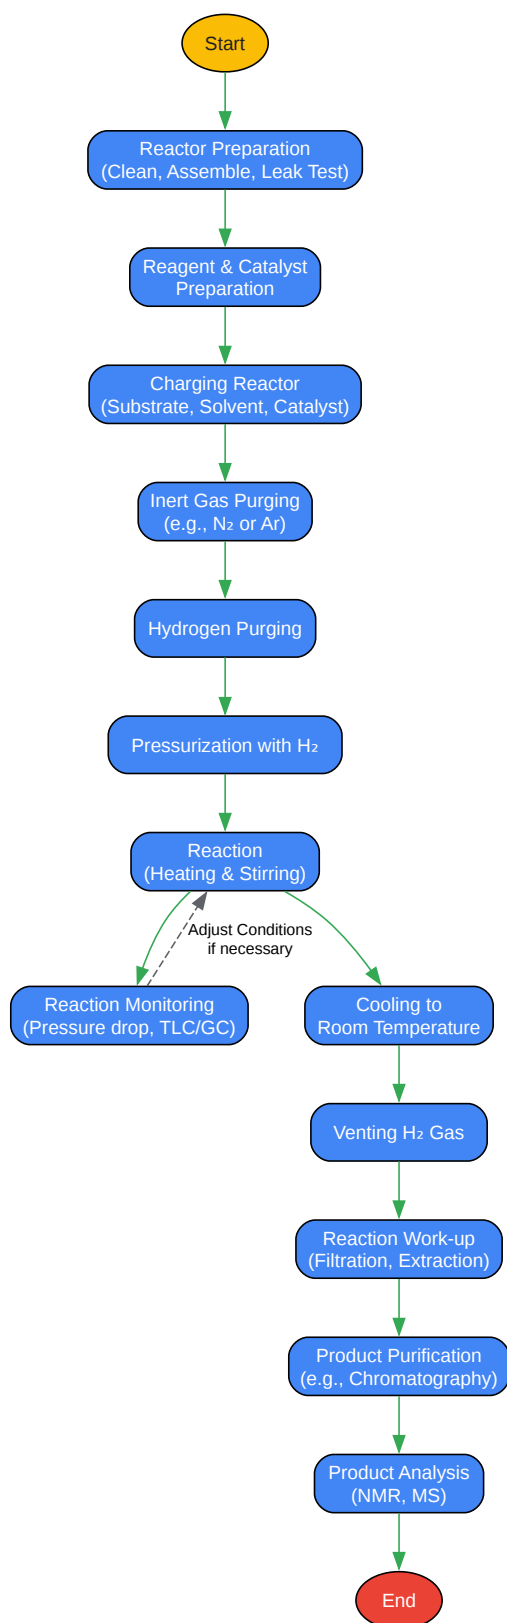 Start
Reactor Preparation
(Clean, Assemble, Leak Test)
Reagent & Catalyst
Preparation
Charging Reactor
(Substrate, Solvent, Catalyst)
Inert Gas Purging
(e.g., N₂ or Ar)
Hydrogen Purging
Pressurization with H₂
Reaction
(Heating & Stirring)
Adjust Conditions
if necessary
Reaction Monitoring
(Pressure drop, TLC/GC)
Cooling to
Room Temperature
Venting H₂ Gas
Reaction Work-up
(Filtration, Extraction)
Product Purification
(e.g., Chromatography)
Product Analysis
(NMR, MS)
End